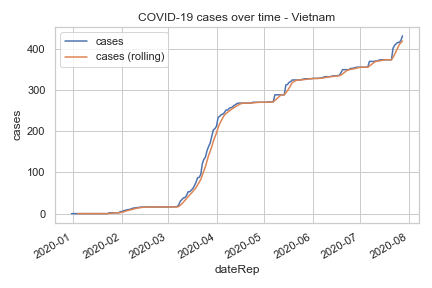 COVID-19 cases over time - Vietnam
cases
cases (rolling)
400
300
200
100
0
cases
2020-01
2020-02
2020-03
2020-04
2020-05
2020-06
2020-07
2020-08
dateRep